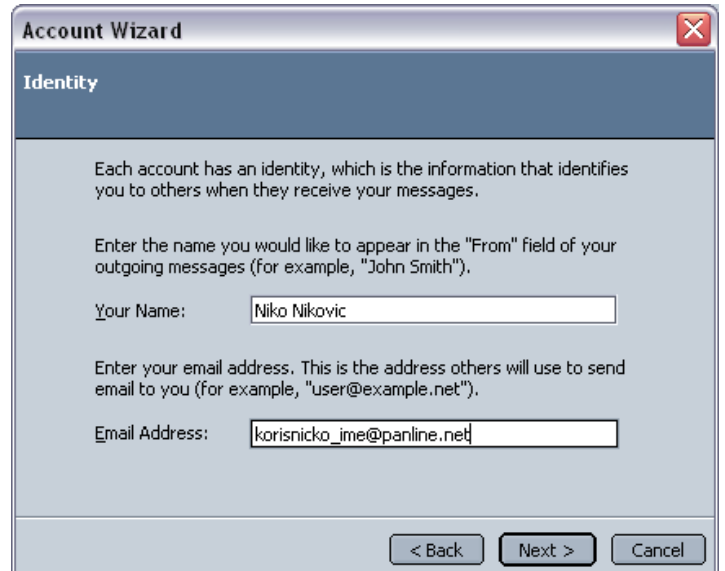 Account Wizard
Identity
Each account has an identity, which is the information that identifies
you to others when they receive your messages.
Enter the name you would like to appear in the "From" field of your
outgoing messages (for example, "John Smith").
Your Name: Niko Nikovic
Enter your email address. This is the address others will use to send
email to you (for example, "user@example.net").
Email Address: korisnicko_ime@panline.net
< Back Next > Cancel